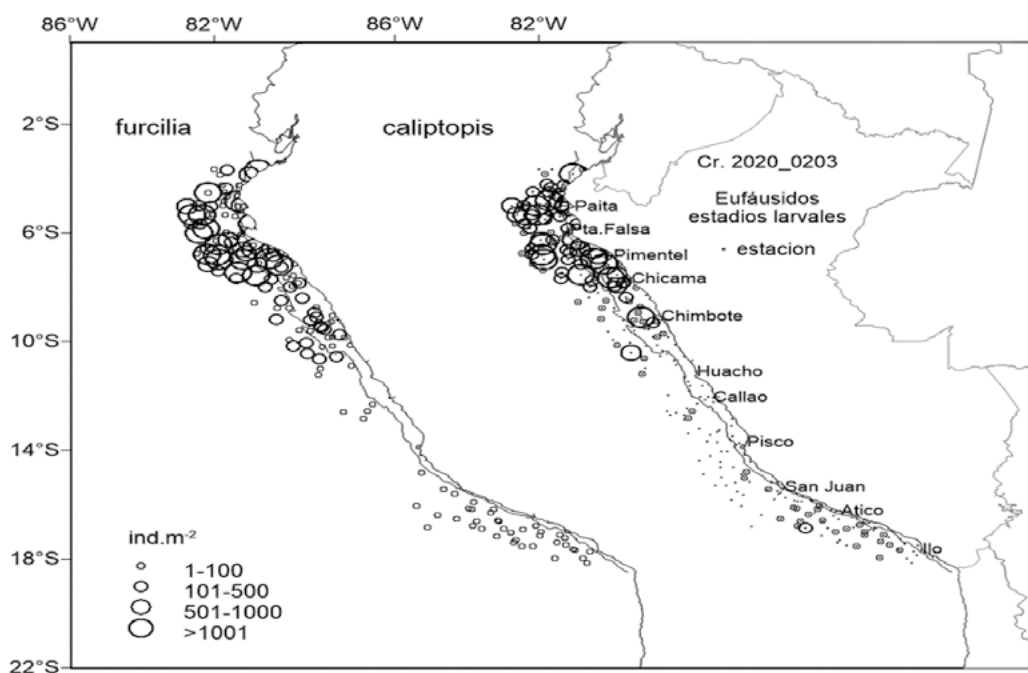 86°W 82°W 86°W 82°W
2°S
furcilia caliptopis
Cr. 2020_0203
4°S
Eufáusidos
estadios larvales
Paita
estacion
6°S
Pta.Falsa
Pimentel
Chicama
Chimbote
10°S
Huacho
Callao
14°S
Pisco
San Juan
Atico
ind.m-2
Ilo
18°S
1-100
101-500
501-1000
>1001
22°S